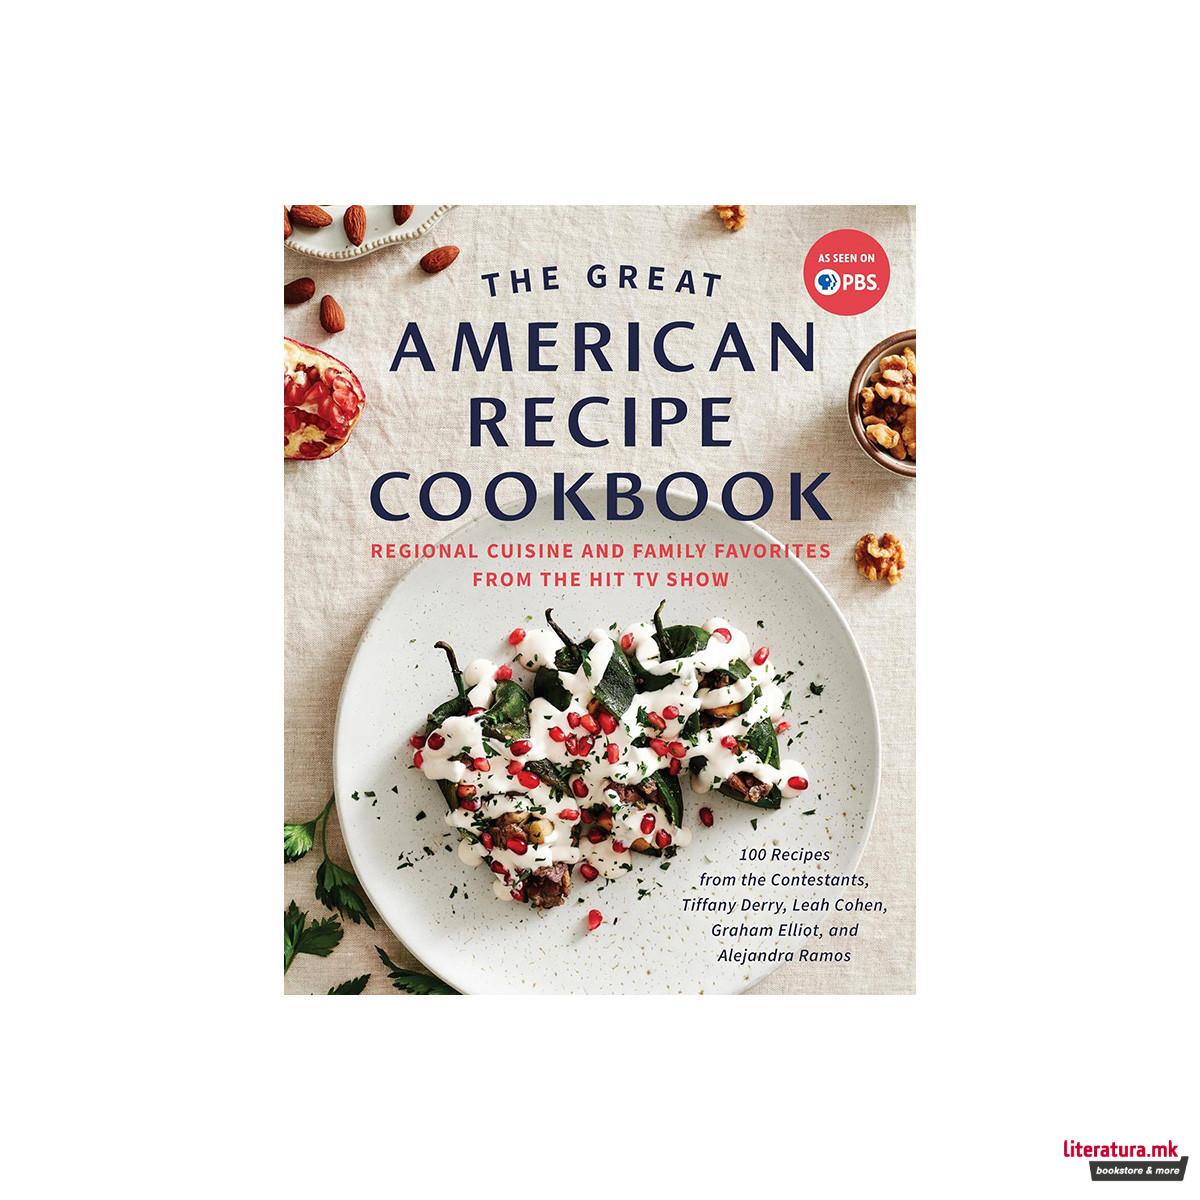 AS SEEN ON
PBS.
THE GREAT
AMERICAN
RECIPE
COOKBOOK
REGIONAL CUISINE AND FAMILY FAVORITES
FROM THE HIT TV SHOW
100 Recipes
from the Contestants,
Tiffany Derry, Leah Cohen,
Graham Elliot, and
Alejandra Ramos
literatura.mk
bookstore & more